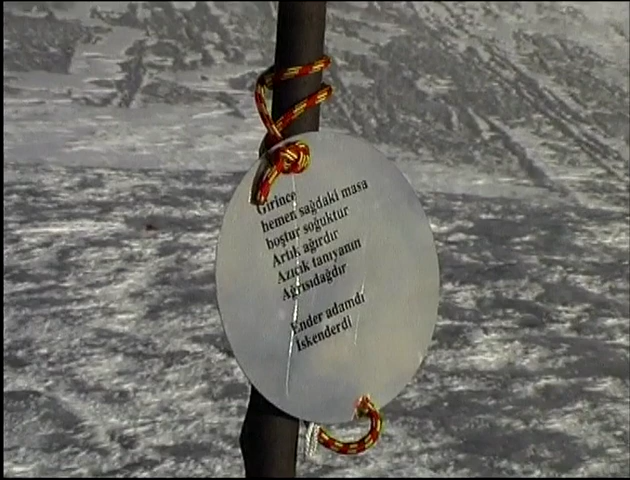 Girince
hemen sağdaki masa
boştur soğuktur
Artık ağırdır
Azıcık tanıyanın
Ağrısıdağdır
Ender adamdı
İskenderdi